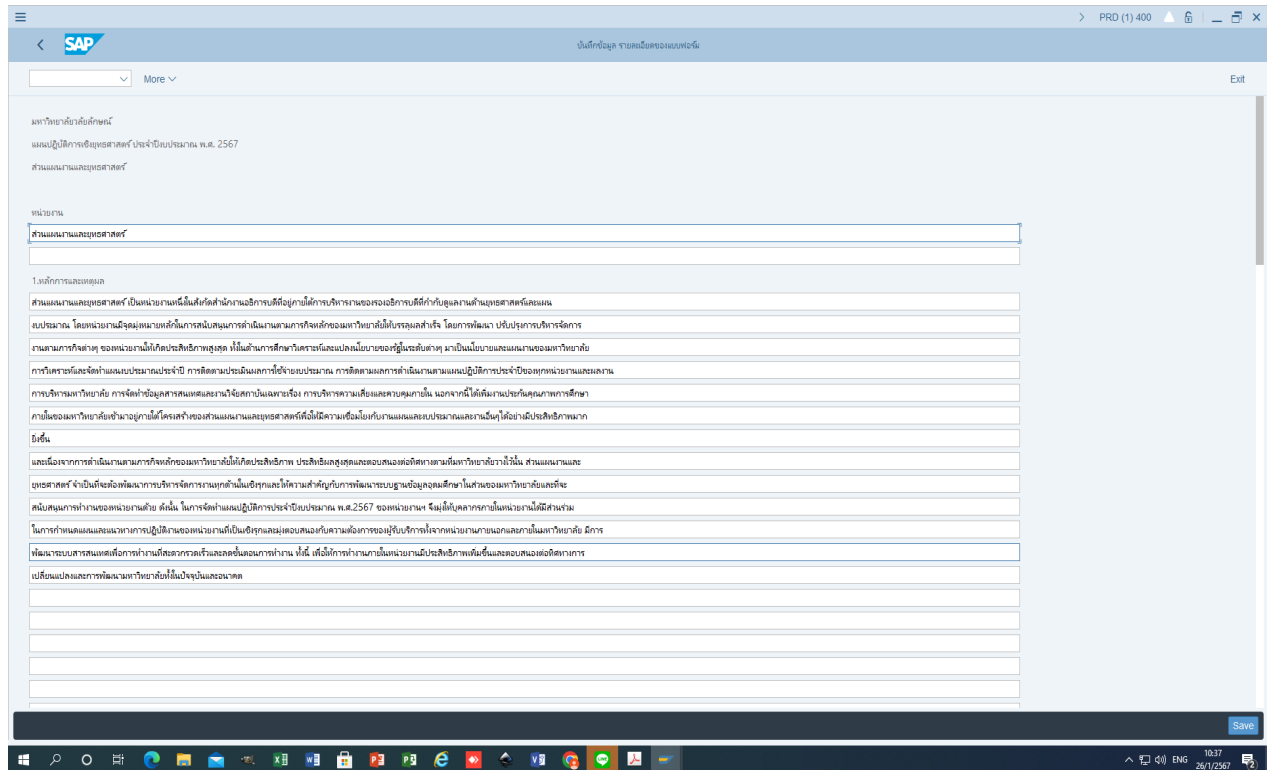 PRD (1) 400
SAP
บันทึกข้อมูล รายละเอียดของแบบฟอร์ม
More
Exit
มหาวิทยาลัยวลัยลักษณ์
แผนปฏิบัติการเชิงยุทธศาสตร์ ประจำปีงบประมาณ พ.ศ. 2567
ส่วนแผนงานและยุทธศาสตร์
หน่วยงาน
ส่วนแผนงานและยุทธศาสตร์
1.หลักการและเหตุผล
ส่วนแผนงานและยุทธศาสตร์ เป็นหน่วยงานหนึ่งในสังกัดสำนักงานอธิการบดีที่อยู่ภายใต้การบริหารงานของรองอธิการบดีที่กำกับดูแลงานด้านยุทธศาสตร์และแผน
งบประมาณ โดยหน่วยงานมีจุดมุ่งหมายหลักในการสนับสนุนการดำเนินงานตามภารกิจหลักของมหาวิทยาลัยให้บรรลุผลสำเร็จ โดยการพัฒนา ปรับปรุงการบริหารจัดการ
งานตามภารกิจต่างๆ ของหน่วยงานให้เกิดประสิทธิภาพสูงสุด ทั้งในด้านการศึกษาวิเคราะห์และแปลงนโยบายของรัฐในระดับต่างๆ มาเป็นนโยบายและแผนงานของมหาวิทยาลัย
การวิเคราะห์และจัดทำแผนงบประมาณประจำปี การติดตามประเมินผลการใช้จ่ายงบประมาณ การติดตามผลการดำเนินงานตามแผนปฏิบัติการประจำปีของทุกหน่วยงานและผลงาน
การบริหารมหาวิทยาลัย การจัดทำข้อมูลสารสนเทศและงานวิจัยสถาบันเฉพาะเรื่อง การบริหารความเสี่ยงและควบคุมภายใน นอกจากนี้ได้เพิ่มงานประกันคุณภาพการศึกษา
ภายในของมหาวิทยาลัยเข้ามาอยู่ภายใต้โครงสร้างของส่วนแผนงานและยุทธศาสตร์เพื่อให้มีความเชื่อมโยงกับงานแผนและงบประมาณและงานอื่นๆได้อย่างมีประสิทธิภาพมาก
ยิ่งขึ้น
และเนื่องจากการดำเนินงานตามภารกิจหลักของมหาวิทยาลัยให้เกิดประสิทธิภาพ ประสิทธิผลสูงสุดและตอบสนองต่อทิศทางตามที่มหาวิทยาลัยวางไว้นั้น ส่วนแผนงานและ
ยุทธศาสตร์ จำเป็นที่จะต้องพัฒนาการบริหารจัดการงานทุกด้านในเชิงรุกและให้ความสำคัญกับการพัฒนาระบบฐานข้อมูลอุดมศึกษาในส่วนของมหาวิทยาลัยและที่จะ
สนับสนุนการทำงานของหน่วยงานด้วย ดังนั้น ในการจัดทำแผนปฏิบัติการประจำปีงบประมาณ พ.ศ.2567 ของหน่วยงานฯ จึงมุ่งให้บุคลากรภายในหน่วยงานได้มีส่วนร่วม
ในการกำหนดแผนและแนวทางการปฏิบัติงานของหน่วยงานที่เป็นเชิงรุกและมุ่งตอบสนองกับความต้องการของผู้รับบริการทั้งจากหน่วยงานภายนอกและภายในมหาวิทยาลัย มีการ
พัฒนาระบบสารสนเทศเพื่อการทำงานที่สะดวกรวดเร็วและลดขั้นตอนการทำงาน ทั้งนี้ เพื่อให้การทำงานภายในหน่วยงานมีประสิทธิภาพเพิ่มขึ้นและตอบสนองต่อทิศทางการ
เปลี่ยนแปลงและการพัฒนามหาวิทยาลัยทั้งในปัจจุบันและอนาคต
Save
ENG
10:37
26/1/2567